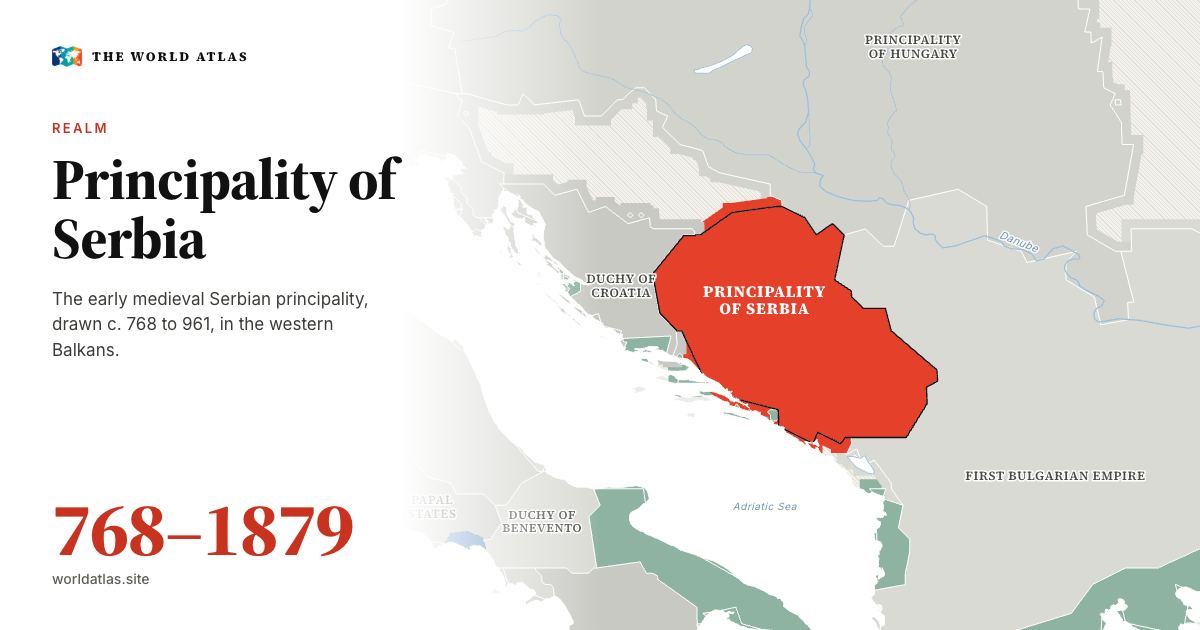 THE WORLD ATLAS
REALM
Principality of
Serbia
The early medieval Serbian principality,
drawn c. 768 to 961, in the western
Balkans.
768–1879
worldatlas.site
PRINCIPALITY
OF HUNGARY
Danube
DUCHY OF
CROATIA
PRINCIPALITY
OF SERBIA
FIRST BULGARIAN EMPIRE
Adriatic Sea
PAPAL
STATES
DUCHY OF
BENEVENTO